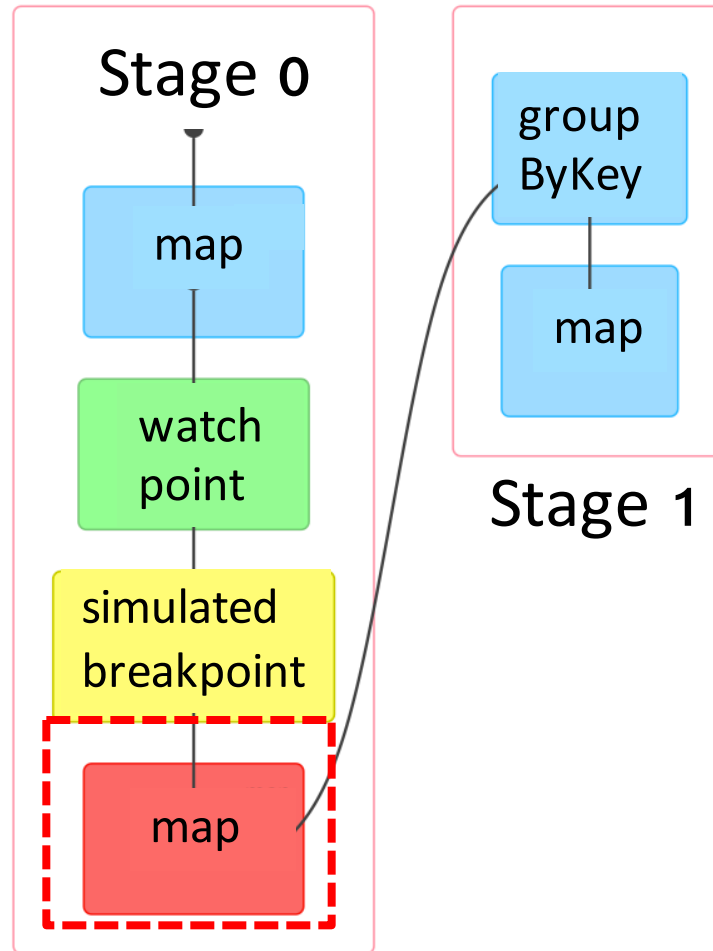 Stage 0
map
watch
point
simulated
breakpoint
map
group
ByKey
map
Stage 1